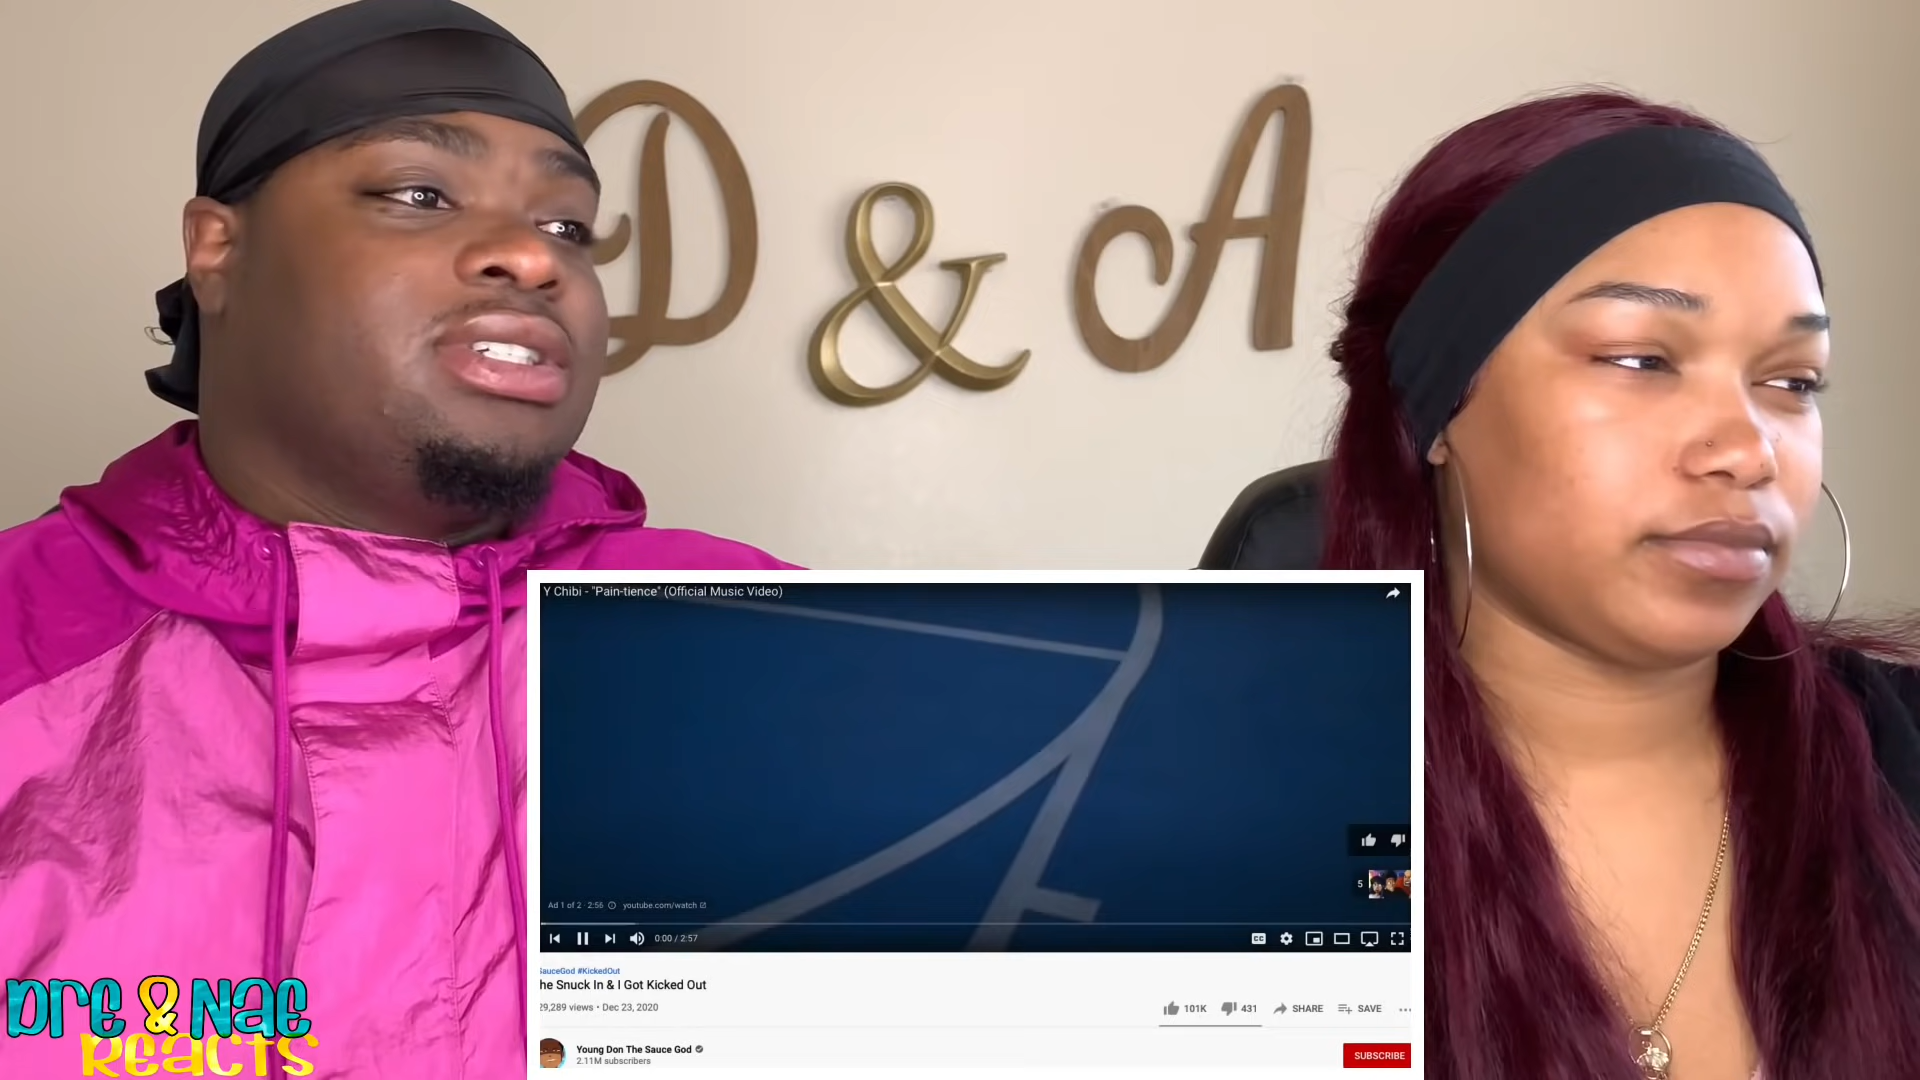 D & A
Y Chibi - "Pain-tience" (Official Music Video)
5
Ad 1 of 2 · 2:56 youtube.com/watch
0:00 / 2:57
CC
SauceGod #KickedOut
he Snuck In & I Got Kicked Out
29,289 views • Dec 23, 2020
101K 431 SHARE SAVE ...
Young Don The Sauce God
2.11M subscribers
SUBSCRIBE
Dre & Nae
Reacts